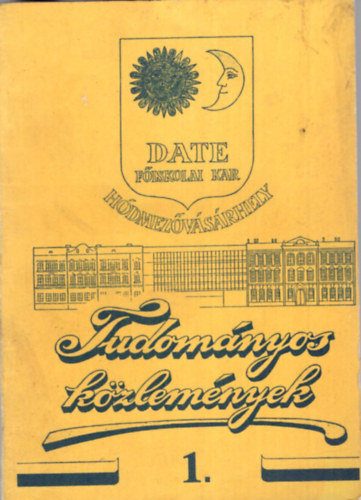 DATE
FŐISKOLAI KAR
HÓDMEZŐVÁSÁRHELY
Tudományos
közlemények
1.